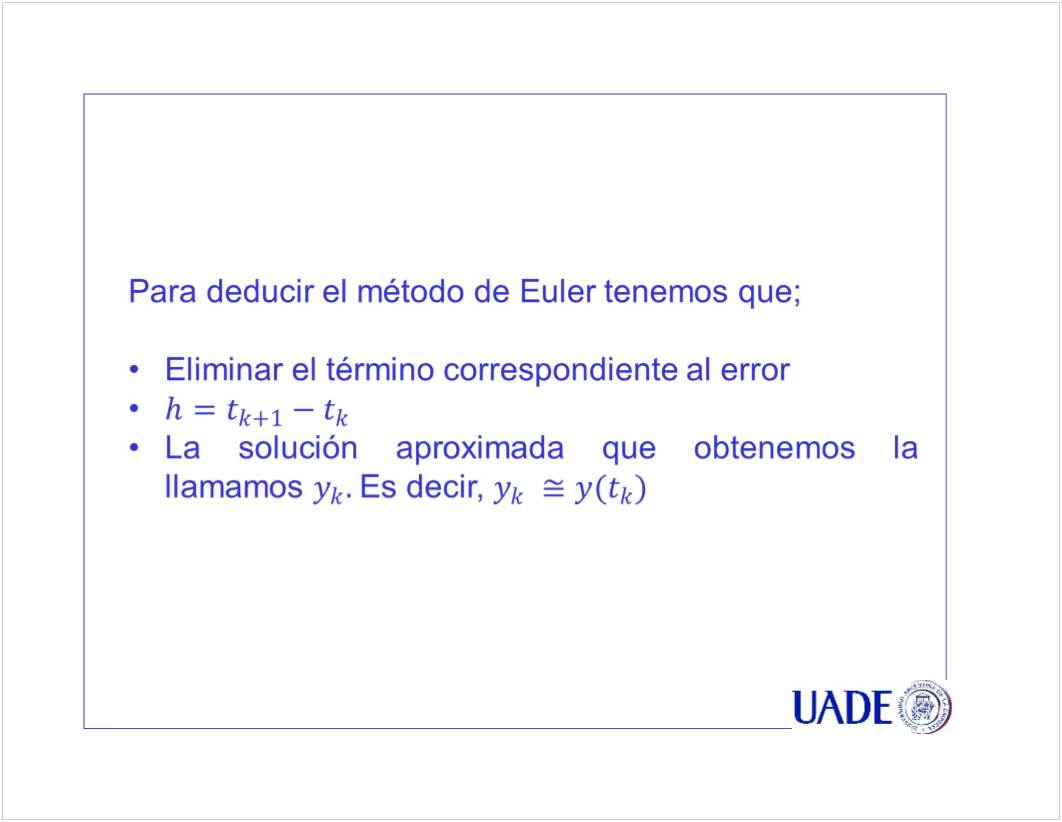 Para deducir el método de Euler tenemos que;
• Eliminar el término correspondiente al error
• h = t_{k+1} − t_k
• La solución aproximada que obtenemos la
llamamos y_k. Es decir, y_k ≅ y(t_k)
UADE